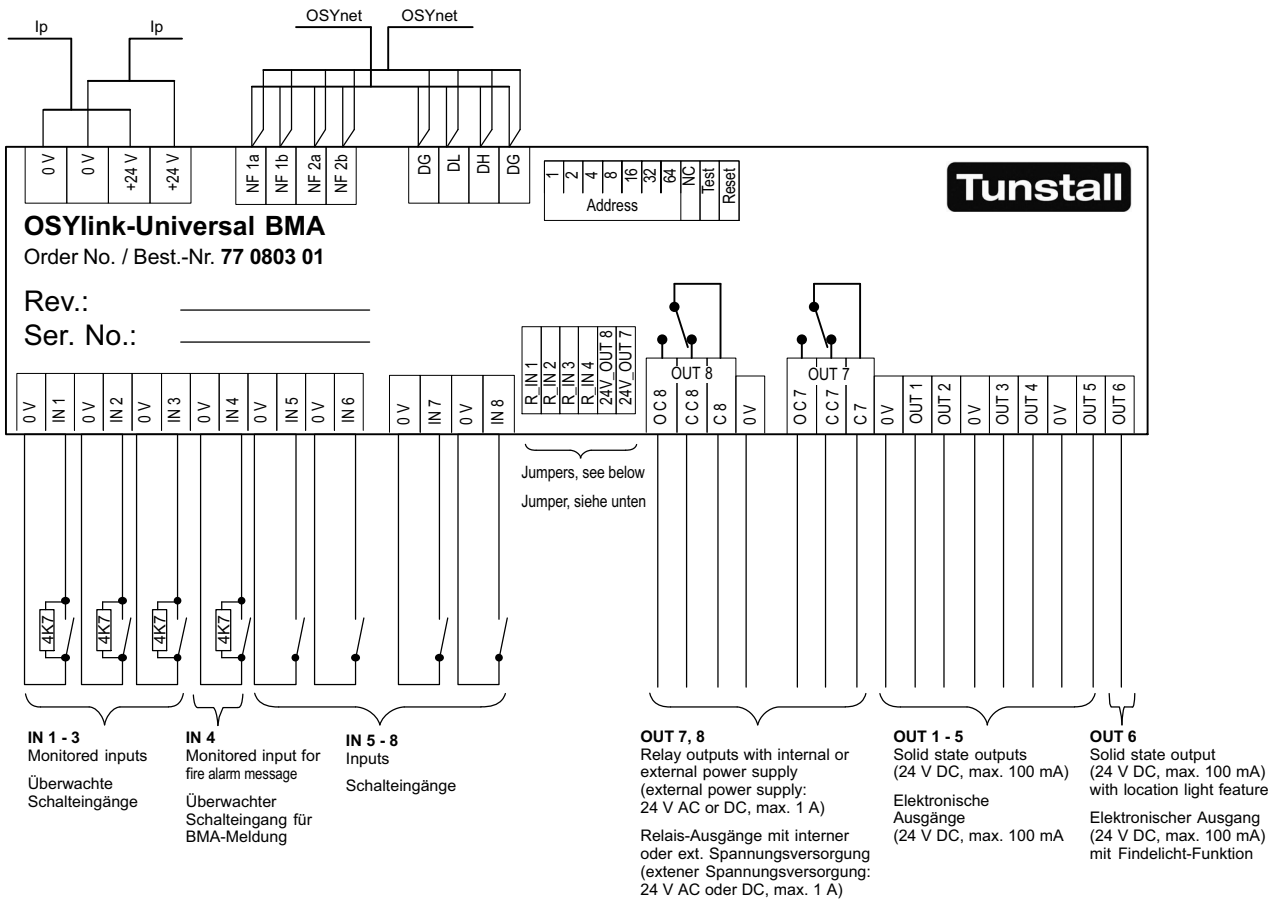 Ip
Ip
OSYnet
OSYnet
0 V
0 V
+24 V
+24 V
NF 1a
NF 1b
NF 2a
NF 2b
DG
DL
DH
DG
1
2
4
8
16
32
64
NC
Test
Reset
Address
Tunstall
OSYlink-Universal BMA
Order No. / Best.-Nr. 77 0803 01
Rev.:
Ser. No.:
0 V
IN 1
0 V
IN 2
0 V
IN 3
0 V
IN 4
0 V
IN 5
0 V
IN 6
0 V
IN 7
0 V
IN 8
R_IN 1
R_IN 2
R_IN 3
R_IN 4
24V_OUT 8
24V_OUT 7
OUT 8
O C 8
C C 8
C 8
0 V
OUT 7
O C 7
C C 7
C 7
0 V
OUT 1
OUT 2
0 V
OUT 3
OUT 4
0 V
OUT 5
OUT 6
Jumpers, see below
Jumper, siehe unten
4K7
4K7
4K7
4K7
IN 1 - 3
Monitored inputs
Überwachte
Schalteingänge
IN 4
Monitored input for
fire alarm message
Überwachter
Schalteingang für
BMA-Meldung
IN 5 - 8
Inputs
Schalteingänge
OUT 7, 8
Relay outputs with internal or
external power supply
(external power supply:
24 V AC or DC, max. 1 A)
Relais-Ausgänge mit interner
oder ext. Spannungsversorgung
(extener Spannungsversorgung:
24 V AC oder DC, max. 1 A)
OUT 1 - 5
Solid state outputs
(24 V DC, max. 100 mA)
Elektronische
Ausgänge
(24 V DC, max. 100 mA
OUT 6
Solid state output
(24 V DC, max. 100 mA)
with location light feature
Elektronischer Ausgang
(24 V DC, max. 100 mA)
mit Findelicht-Funktion